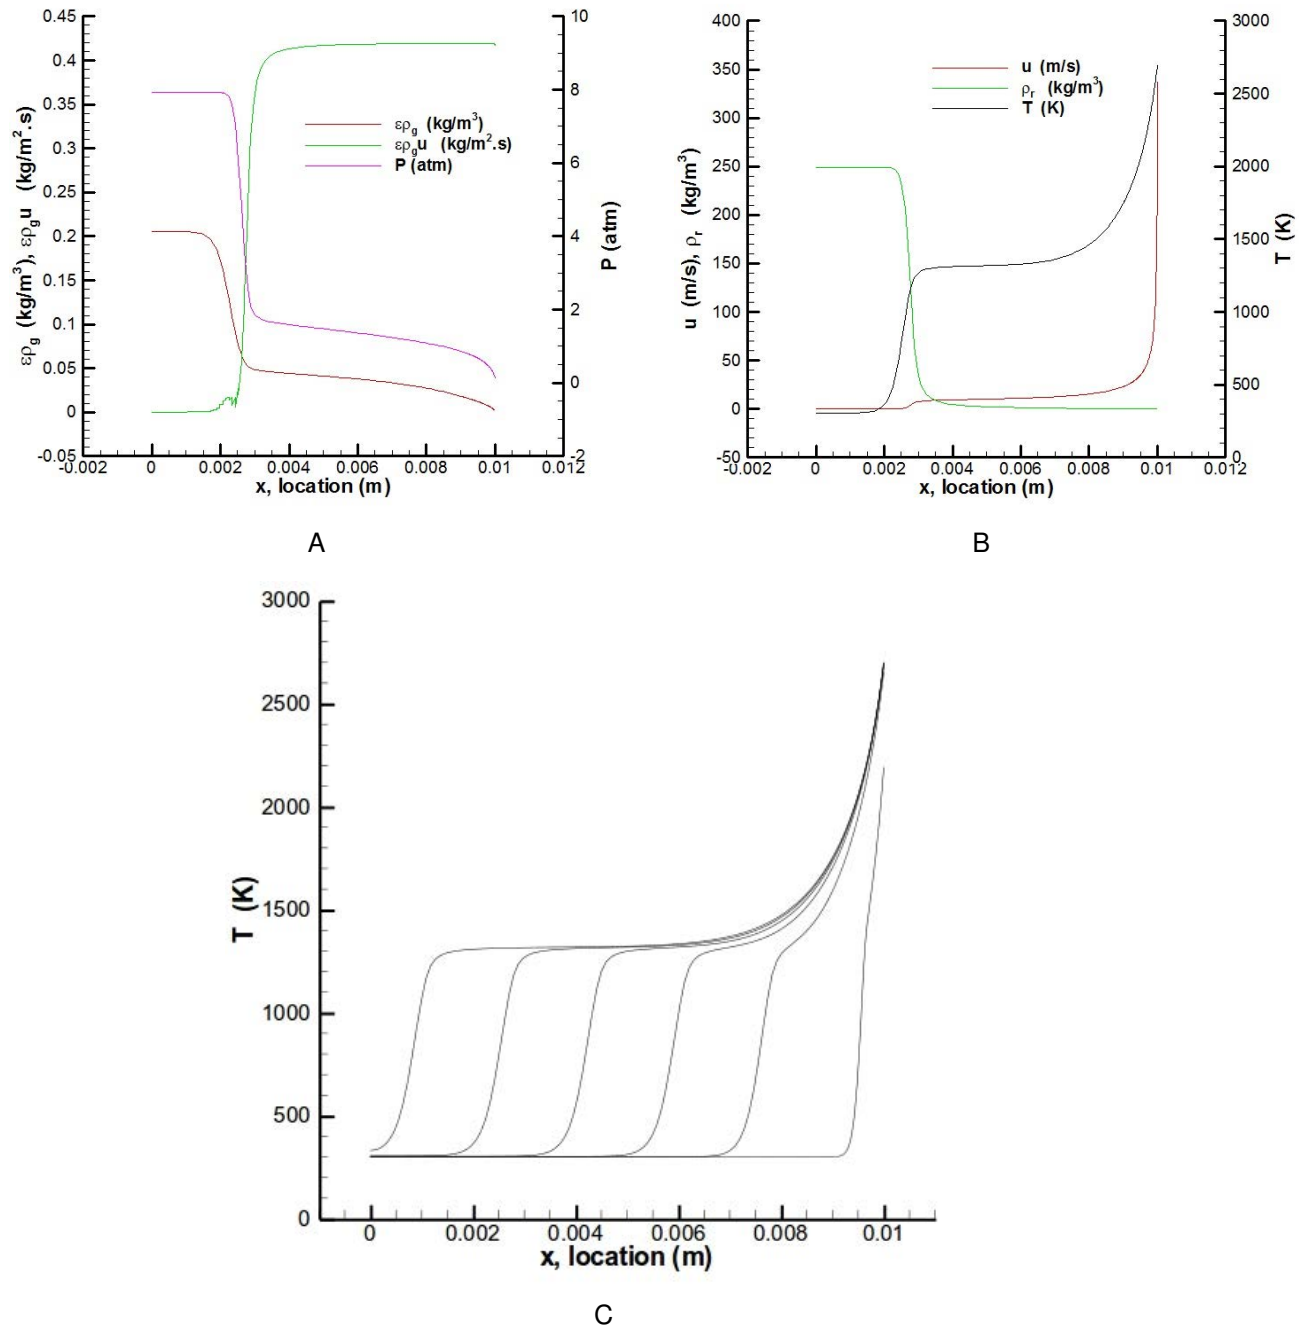 0.45
0.4
0.35
0.3
0.25
0.2
0.15
0.1
0.05
0
-0.05
ερg (kg/m³), ερgu (kg/m².s)
ερg (kg/m³)
ερgu (kg/m².s)
P (atm)
10
8
6
4
2
0
-2
P (atm)
-0.002 0 0.002 0.004 0.006 0.008 0.01 0.012
x, location (m)
A
400
350
300
250
200
150
100
50
0
-50
u (m/s), ρr (kg/m³)
u (m/s)
ρr (kg/m³)
T (K)
3000
2500
2000
1500
1000
500
0
T (K)
-0.002 0 0.002 0.004 0.006 0.008 0.01 0.012
x, location (m)
B
3000
2500
2000
1500
1000
500
0
T (K)
0 0.002 0.004 0.006 0.008 0.01
x, location (m)
C